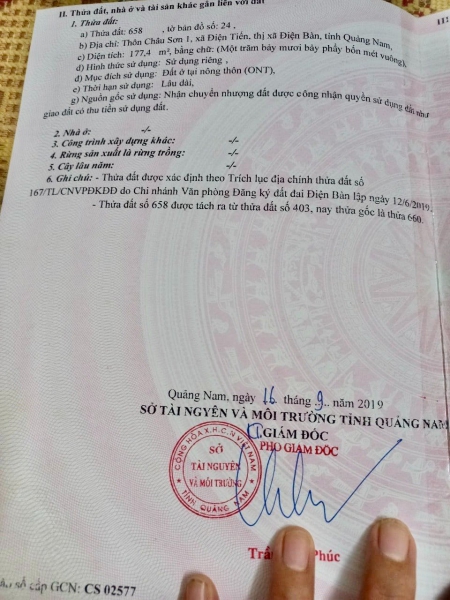 II. Thửa đất, nhà ở và tài sản khác gắn liền với đất
1. Thửa đất:
a) Thửa đất: 658 , tờ bản đồ số: 24 ,
b) Địa chỉ: Thôn Châu Sơn 1, xã Điện Tiến, thị xã Điện Bàn, tỉnh Quảng Nam,
c) Diện tích: 177,4 m², bằng chữ: (Một trăm bảy mươi bảy phẩy bốn mét vuông),
d) Hình thức sử dụng: Sử dụng riêng ,
đ) Mục đích sử dụng: Đất ở tại nông thôn (ONT),
e) Thời hạn sử dụng: Lâu dài,
g) Nguồn gốc sử dụng: Nhận chuyển nhượng đất được công nhận quyền sử dụng đất như
giao đất có thu tiền sử dụng đất.
2. Nhà ở: -/-
3. Công trình xây dựng khác: -/-
4. Rừng sản xuất là rừng trồng: -/-
5. Cây lâu năm: -/-
6. Ghi chú: - Thửa đất được xác định theo Trích lục địa chính thửa đất số
167/TL/CNVPĐKĐĐ do Chi nhánh Văn phòng Đăng ký đất đai Điện Bàn lập ngày 12/6/2019.
- Thửa đất số 658 được tách ra từ thửa đất số 403, nay thửa gốc là thửa 660.
Quảng Nam, ngày 16 tháng 9 năm 2019
SỞ TÀI NGUYÊN VÀ MÔI TRƯỜNG TỈNH QUẢNG NAM
KT.GIÁM ĐỐC
PHÓ GIÁM ĐỐC
CỘNG HÒA X.H.C.N VIỆT NAM
SỞ
TÀI NGUYÊN
VÀ MÔI TRƯỜNG
TỈNH QUẢNG NAM
Phúc
số cấp GCN: CS 02577